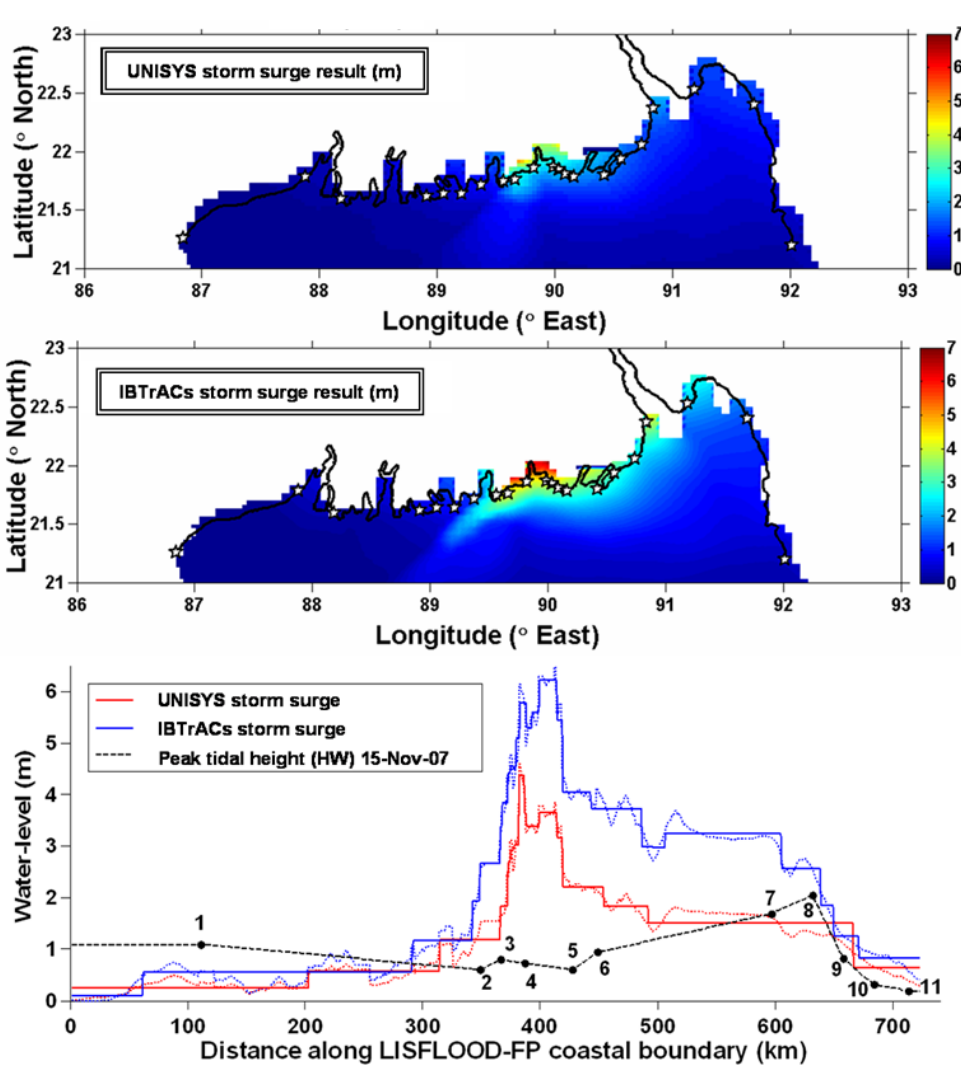 UNISYS storm surge result (m)
Latitude (° North)
23
22.5
22
21.5
21
86 87 88 89 90 91 92 93
Longitude (° East)
7
6
5
4
3
2
1
0
IBTrACs storm surge result (m)
Latitude (° North)
23
22.5
22
21.5
21
86 87 88 89 90 91 92 93
Longitude (° East)
7
6
5
4
3
2
1
0
UNISYS storm surge
IBTrACs storm surge
Peak tidal height (HW) 15-Nov-07
Water-level (m)
6
5
4
3
2
1
0
1 2 3 4 5 6 7 8 9 10 11
0 100 200 300 400 500 600 700
Distance along LISFLOOD-FP coastal boundary (km)